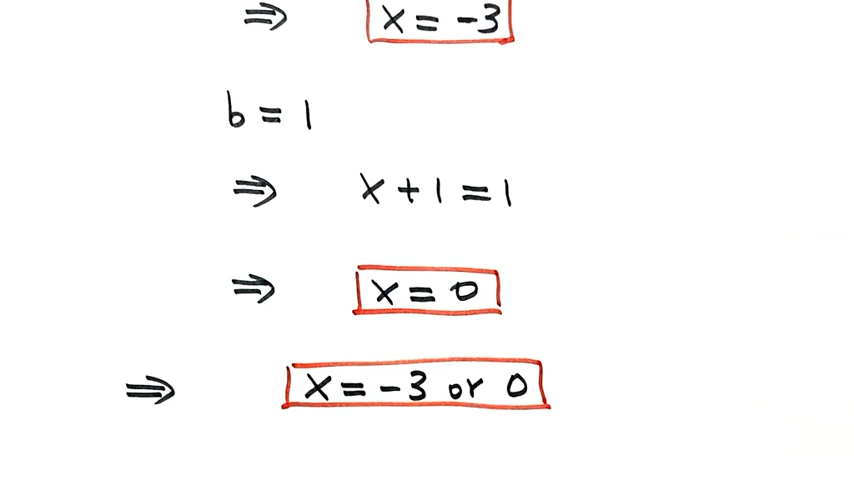 ⇒ x = -3
b = 1
⇒ x + 1 = 1
⇒ x = 0
⇒ x = -3 or 0